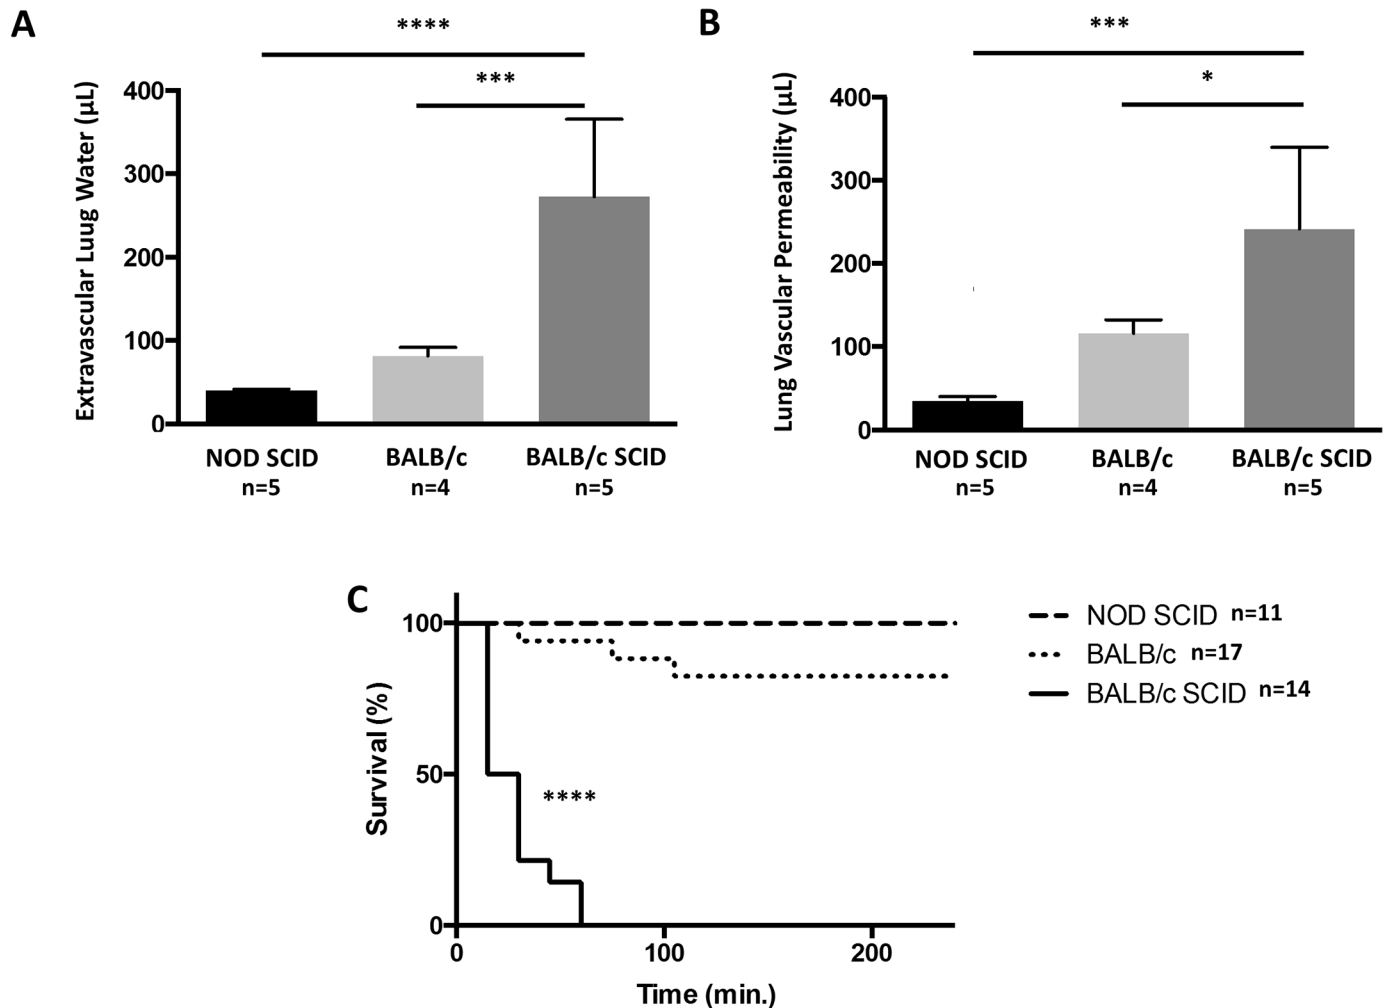 A
****
***
Extravascular Luug Water (µL)
400
300
200
100
0
NOD SCID
BALB/c
BALB/c SCID
n=5
n=4
n=5
B
***
*
Lung Vascular Permeability (µL)
400
300
200
100
0
NOD SCID
BALB/c
BALB/c SCID
n=5
n=4
n=5
C
Survival (%)
100
50
0
****
0
100
200
Time (min.)
NOD SCID n=11
BALB/c n=17
BALB/c SCID n=14